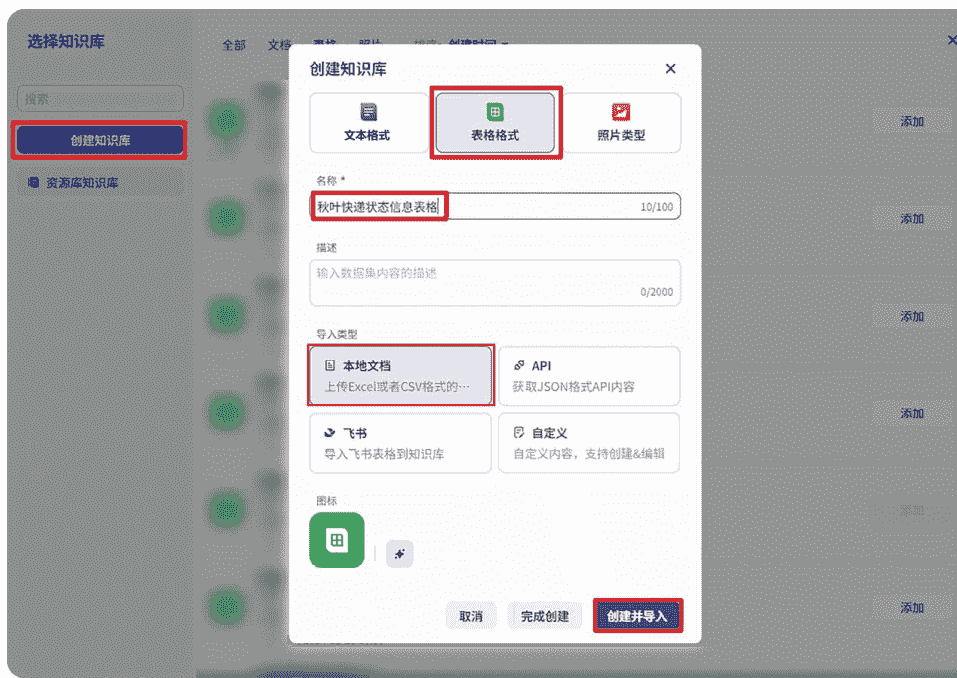 选择知识库
全部 文档 表格 照片 排序: 创建时间
搜索
创建知识库
资源库知识库
添加
添加
添加
添加
添加
添加
创建知识库
文本格式 表格格式 照片类型
名称 *
秋叶快递状态信息表格 10/100
描述
输入数据集内容的描述
0/2000
导入类型
本地文档
上传Excel或者CSV格式的…
API
获取JSON格式API内容
飞书
导入飞书表格到知识库
自定义
自定义内容，支持创建&编辑
图标
取消 完成创建 创建并导入